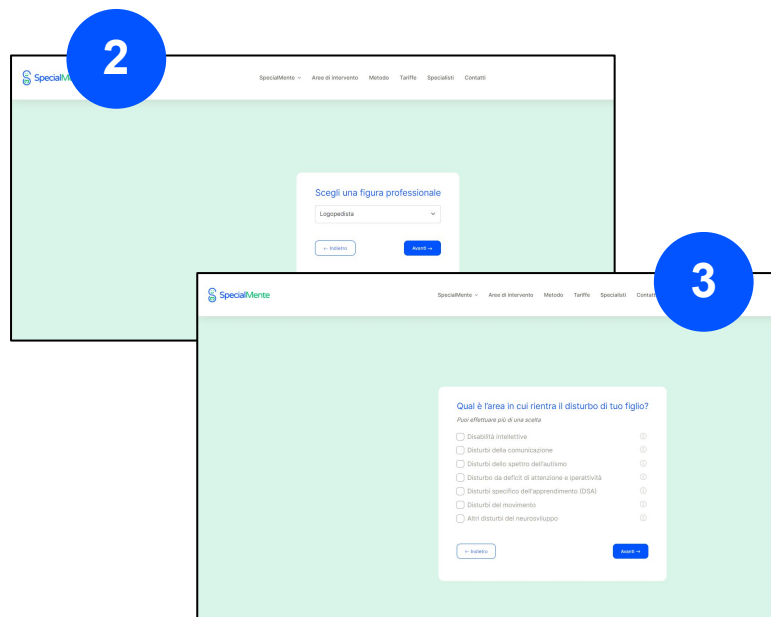 2
SpecialM
SpecialMente Aree di intervento Metodo Tariffe Specialisti Contatti
Scegli una figura professionale
Logopedista
← Indietro
Avanti →
3
SpecialMente
SpecialMente Aree di intervento Metodo Tariffe Specialisti Contatti
Qual è l'area in cui rientra il disturbo di tuo figlio?
Puoi effettuare più di una scelta
Disabilità intellettive
Disturbi della comunicazione
Disturbi dello spettro dell'autismo
Disturbo da deficit di attenzione e iperattività
Disturbi specifico dell'apprendimento (DSA)
Disturbi del movimento
Altri disturbi del neurosviluppo
← Indietro
Avanti →